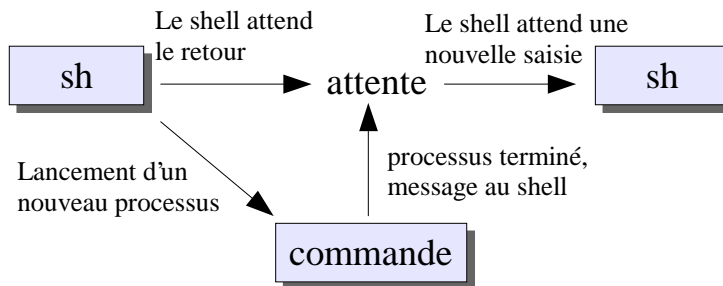 Le shell attend
le retour
Le shell attend une
nouvelle saisie
sh
attente
sh
Lancement d'un
nouveau processus
processus terminé,
message au shell
commande